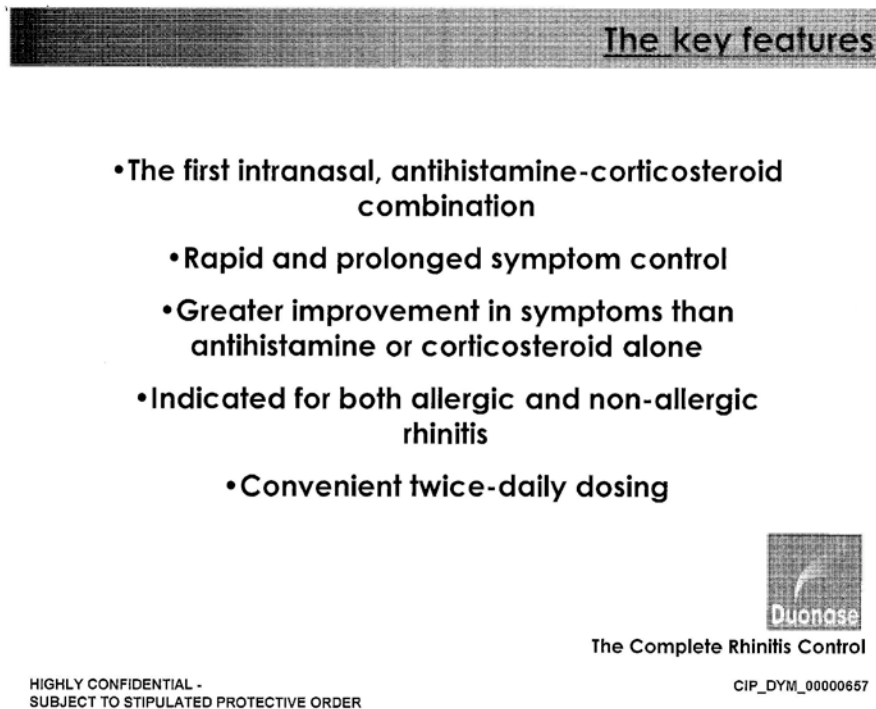 The key features
•The first intranasal, antihistamine-corticosteroid
combination
•Rapid and prolonged symptom control
•Greater improvement in symptoms than
antihistamine or corticosteroid alone
•Indicated for both allergic and non-allergic
rhinitis
•Convenient twice-daily dosing
Duonase
The Complete Rhinitis Control
HIGHLY CONFIDENTIAL -
SUBJECT TO STIPULATED PROTECTIVE ORDER
CIP_DYM_00000657